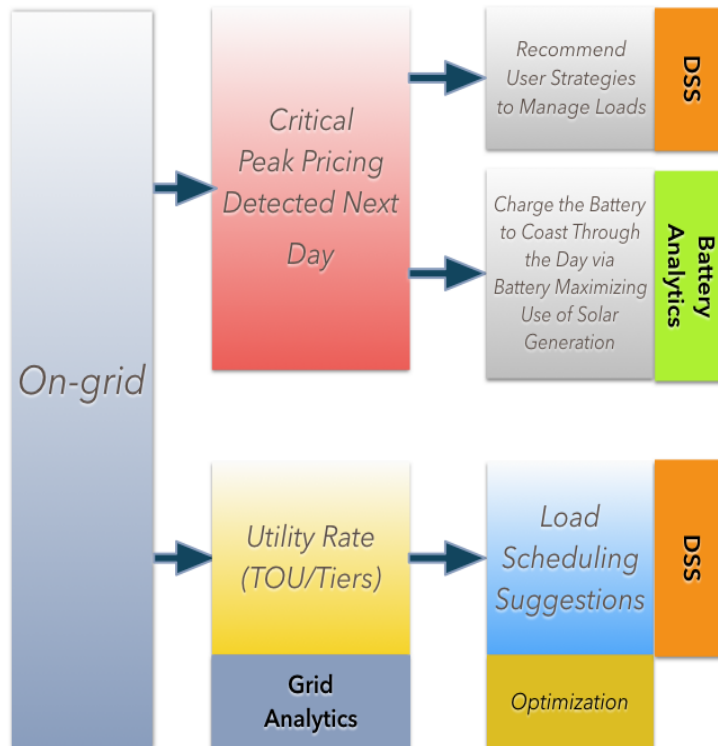 On-grid
Critical
Peak Pricing
Detected Next
Day
Recommend
User Strategies
to Manage Loads
DSS
Charge the Battery
to Coast Through
the Day via
Battery Maximizing
Use of Solar
Generation
Battery
Analytics
Utility Rate
(TOU/Tiers)
Grid
Analytics
Load
Scheduling
Suggestions
DSS
Optimization